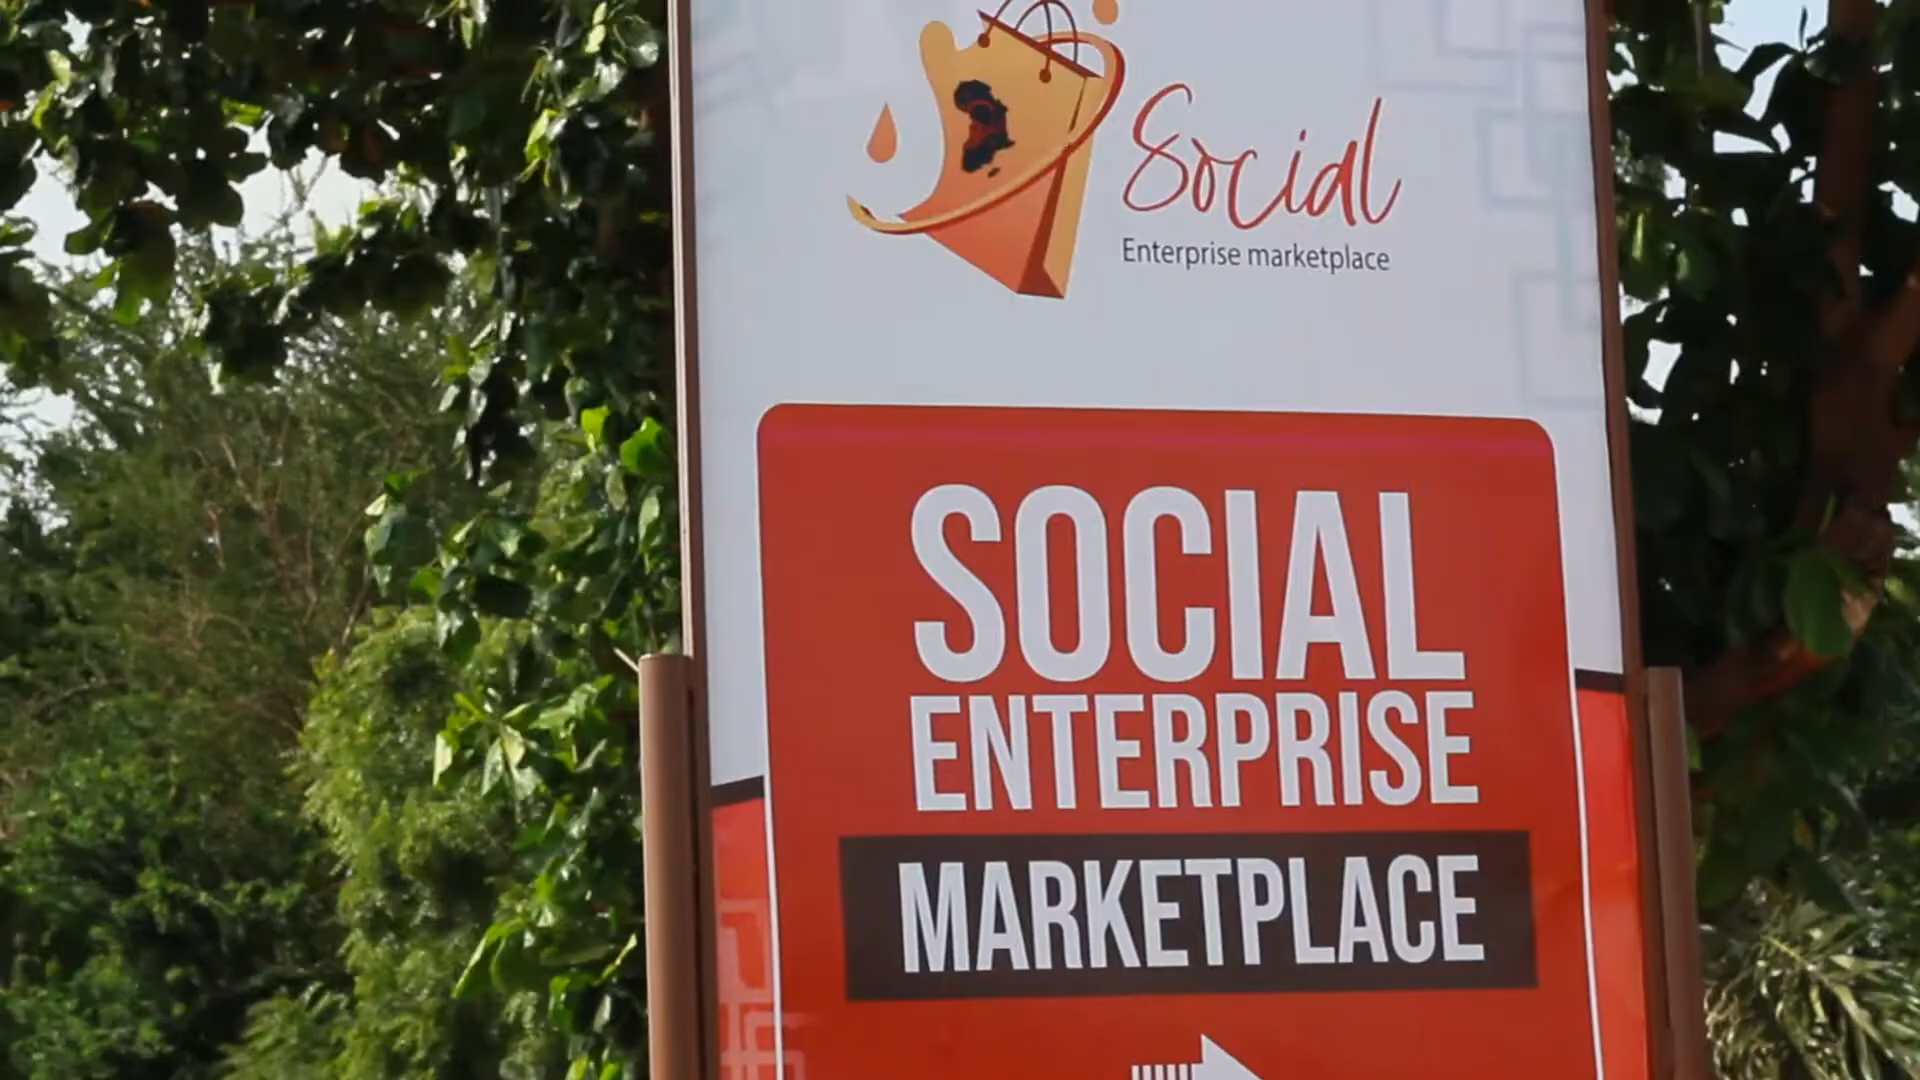 Social
Enterprise marketplace
SOCIAL
ENTERPRISE
MARKETPLACE